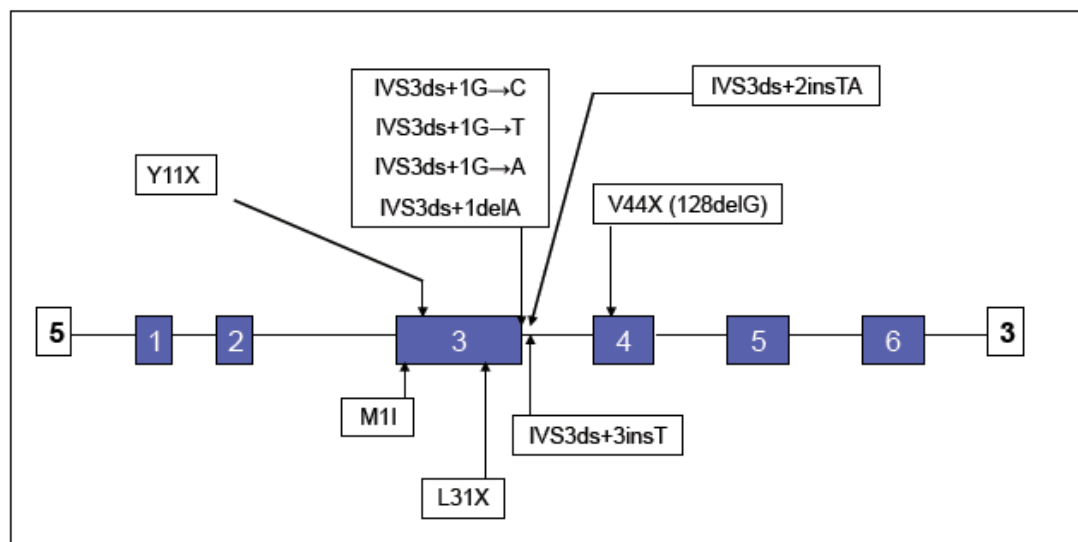 IVS3ds+1G→C
IVS3ds+1G→T
IVS3ds+1G→A
IVS3ds+1delA
IVS3ds+2insTA
Y11X
V44X (128delG)
5 1 2 3 4 5 6 3
M1I
IVS3ds+3insT
L31X